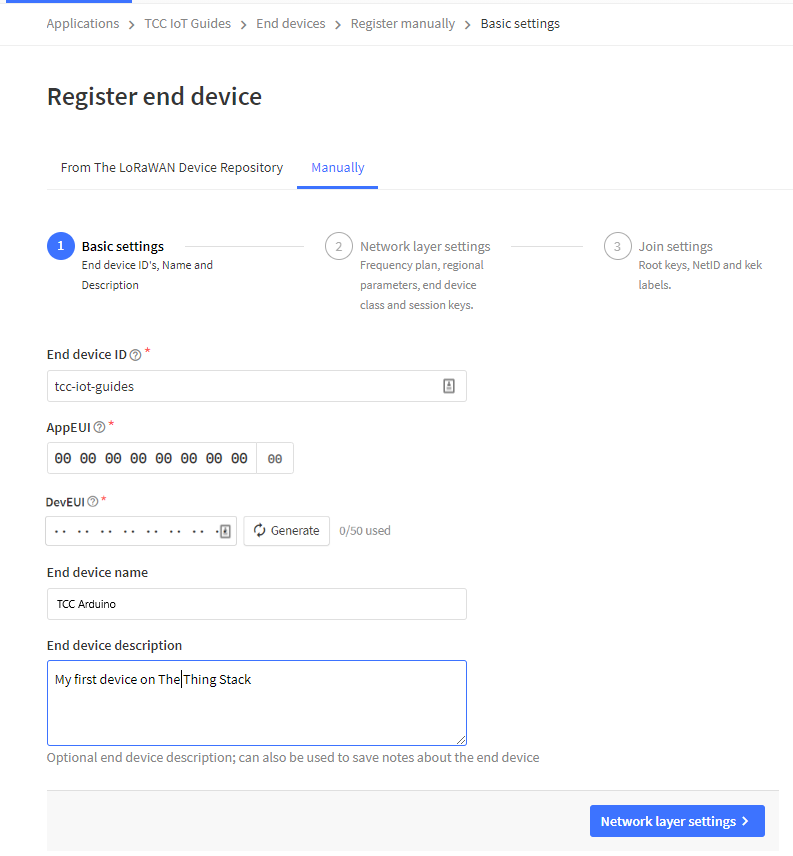 Applications > TCC IoT Guides > End devices > Register manually > Basic settings
Register end device
From The LoRaWAN Device Repository Manually
1 Basic settings
End device ID's, Name and
Description
2 Network layer settings
Frequency plan, regional
parameters, end device
class and session keys.
3 Join settings
Root keys, NetID and kek
labels.
End device ID ? *
tcc-iot-guides
AppEUI ? *
00 00 00 00 00 00 00 00 00
DevEUI ? *
·· ·· ·· ·· ·· ·· ·· · Generate 0/50 used
End device name
TCC Arduino
End device description
My first device on The Thing Stack
Optional end device description; can also be used to save notes about the end device
Network layer settings >